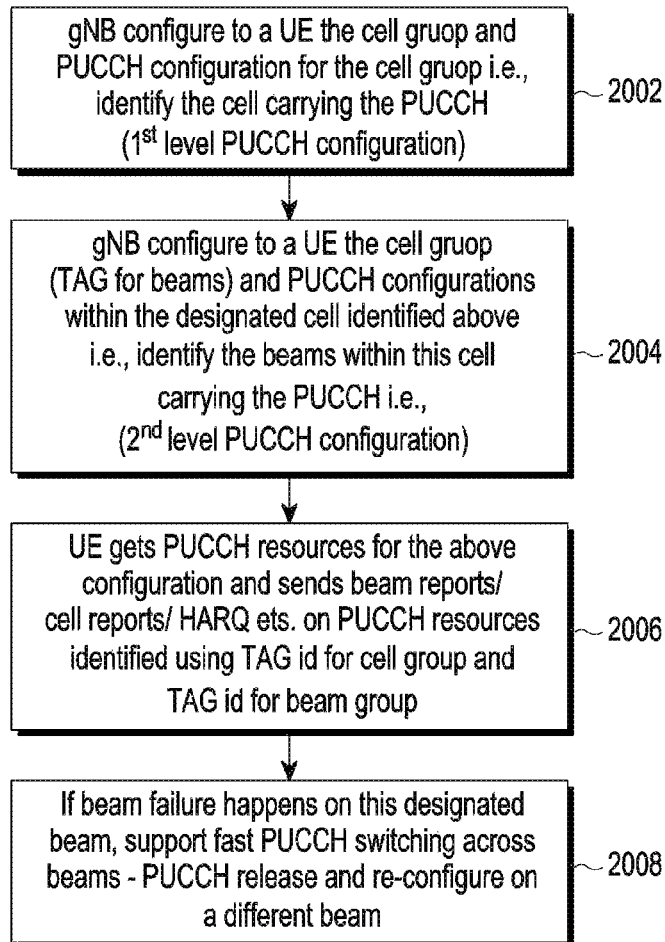 gNB configure to a UE the cell gruop and
PUCCH configuration for the cell gruop i.e.,
identify the cell carrying the PUCCH
(1st level PUCCH configuration)
2002
gNB configure to a UE the cell gruop
(TAG for beams) and PUCCH configurations
within the designated cell identified above
i.e., identify the beams within this cell
carrying the PUCCH i.e.,
(2nd level PUCCH configuration)
2004
UE gets PUCCH resources for the above
configuration and sends beam reports/
cell reports/ HARQ ets. on PUCCH resources
identified using TAG id for cell group and
TAG id for beam group
2006
If beam failure happens on this designated
beam, support fast PUCCH switching across
beams - PUCCH release and re-configure on
a different beam
2008